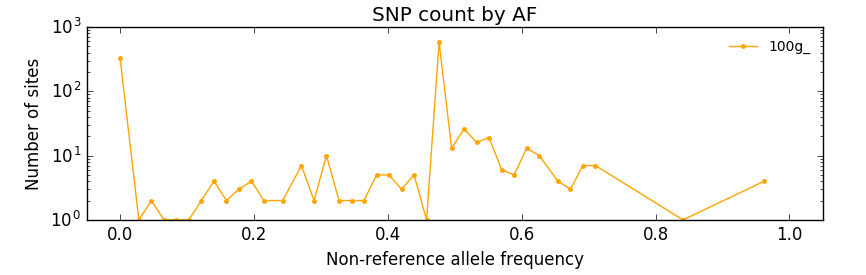 SNP count by AF
10³
10²
10¹
10⁰
Number of sites
100g_
0.0 0.2 0.4 0.6 0.8 1.0
Non-reference allele frequency